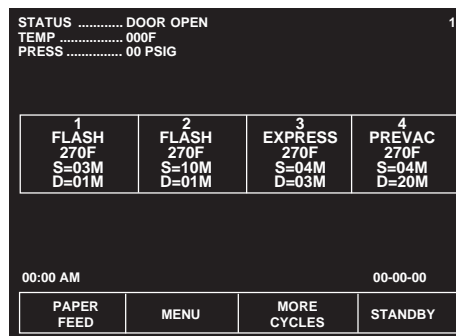 STATUS ............ DOOR OPEN 1
TEMP ................. 000F
PRESS ............... 00 PSIG
1 2 3 4
FLASH FLASH EXPRESS PREVAC
270F 270F 270F 270F
S=03M S=10M S=04M S=04M
D=01M D=01M D=03M D=20M
00:00 AM 00-00-00
PAPER FEED MENU MORE CYCLES STANDBY